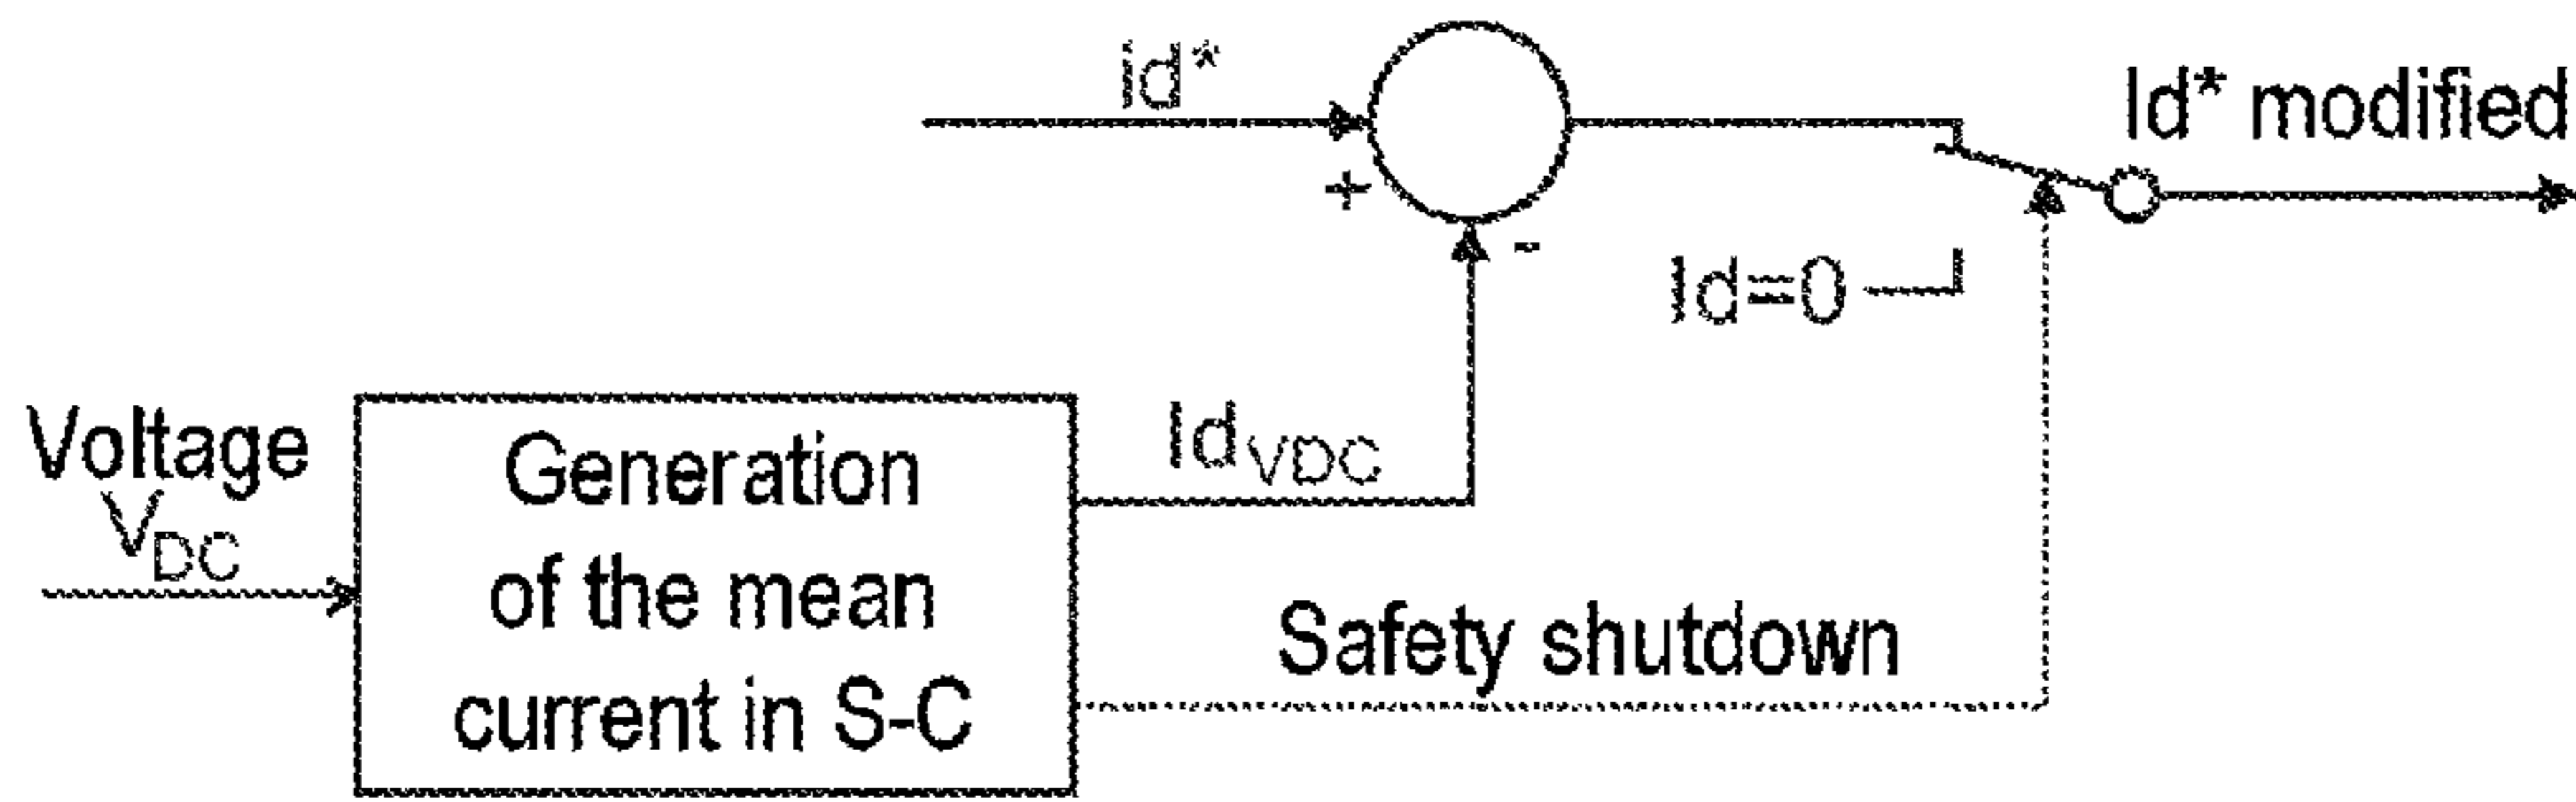 id*
Id* modified
+
-
Id=0
Voltage
VDC
Generation
of the mean
current in S-C
IdVDC
Safety shutdown